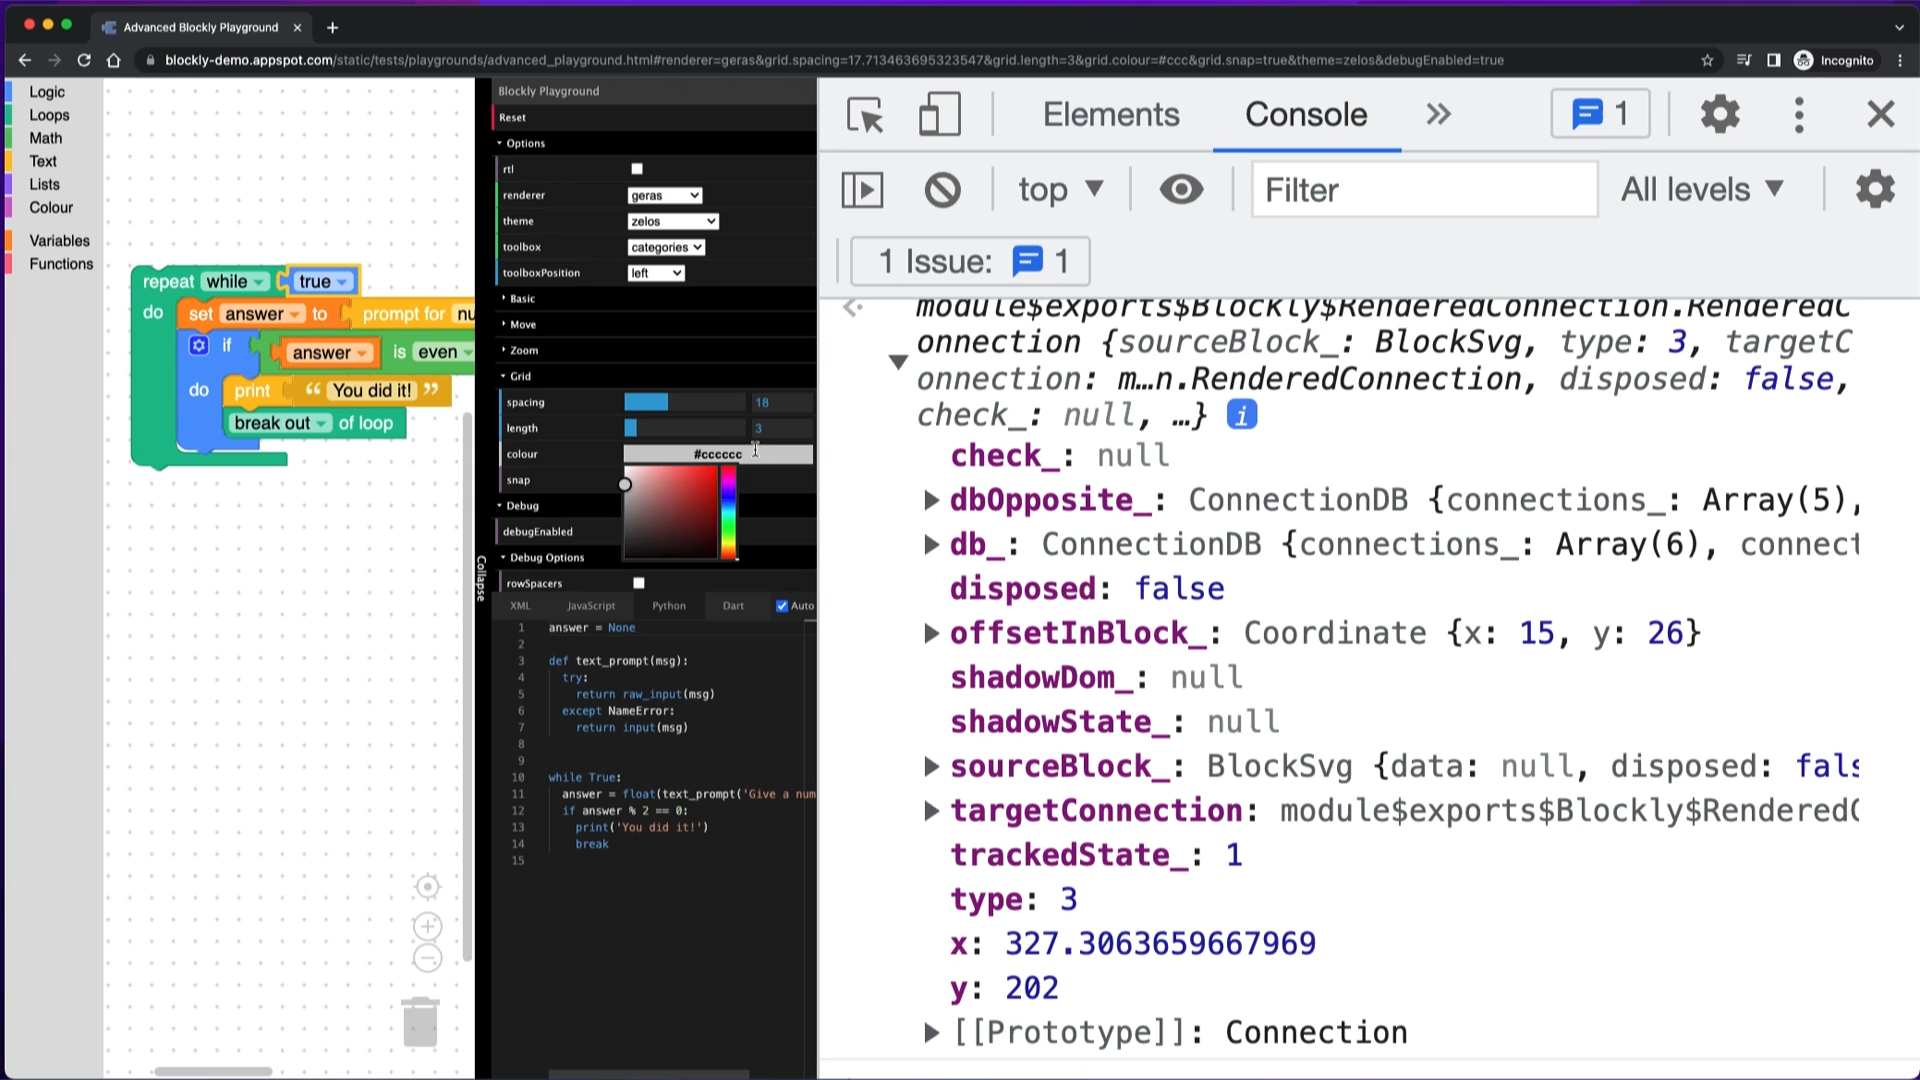 Advanced Blockly Playground
blockly-demo.appspot.com/static/tests/playgrounds/advanced_playground.html#renderer=geras&grid.spacing=17.713463695323547&grid.length=3&grid.colour=#ccc&grid.snap=true&theme=zelos&debugEnabled=true
Incognito
Logic
Loops
Math
Text
Lists
Colour
Variables
Functions
repeat while true
do set answer to prompt for nu
if answer is even
do print “ You did it! ”
break out of loop
Collapse
Blockly Playground
Reset
Options
rtl
renderer geras
theme zelos
toolbox categories
toolboxPosition left
Basic
Move
Zoom
Grid
spacing 18
length 3
colour #cccccc
snap
Debug
debugEnabled
Debug Options
rowSpacers
XML JavaScript Python Dart Auto
1 answer = None
2
3 def text_prompt(msg):
4 try:
5 return raw_input(msg)
6 except NameError:
7 return input(msg)
8
9
10 while True:
11 answer = float(text_prompt('Give a num
12 if answer % 2 == 0:
13 print('You did it!')
14 break
15
Elements Console 1
top Filter All levels
1 Issue: 1
module$exports$Blockly$RenderedConnection.RenderedC
onnection {sourceBlock_: BlockSvg, type: 3, targetC
onnection: m…n.RenderedConnection, disposed: false,
check_: null, …} i
check_: null
dbOpposite_: ConnectionDB {connections_: Array(5),
db_: ConnectionDB {connections_: Array(6), connect
disposed: false
offsetInBlock_: Coordinate {x: 15, y: 26}
shadowDom_: null
shadowState_: null
sourceBlock_: BlockSvg {data: null, disposed: fals
targetConnection: module$exports$Blockly$RenderedC
trackedState_: 1
type: 3
x: 327.3063659667969
y: 202
[[Prototype]]: Connection